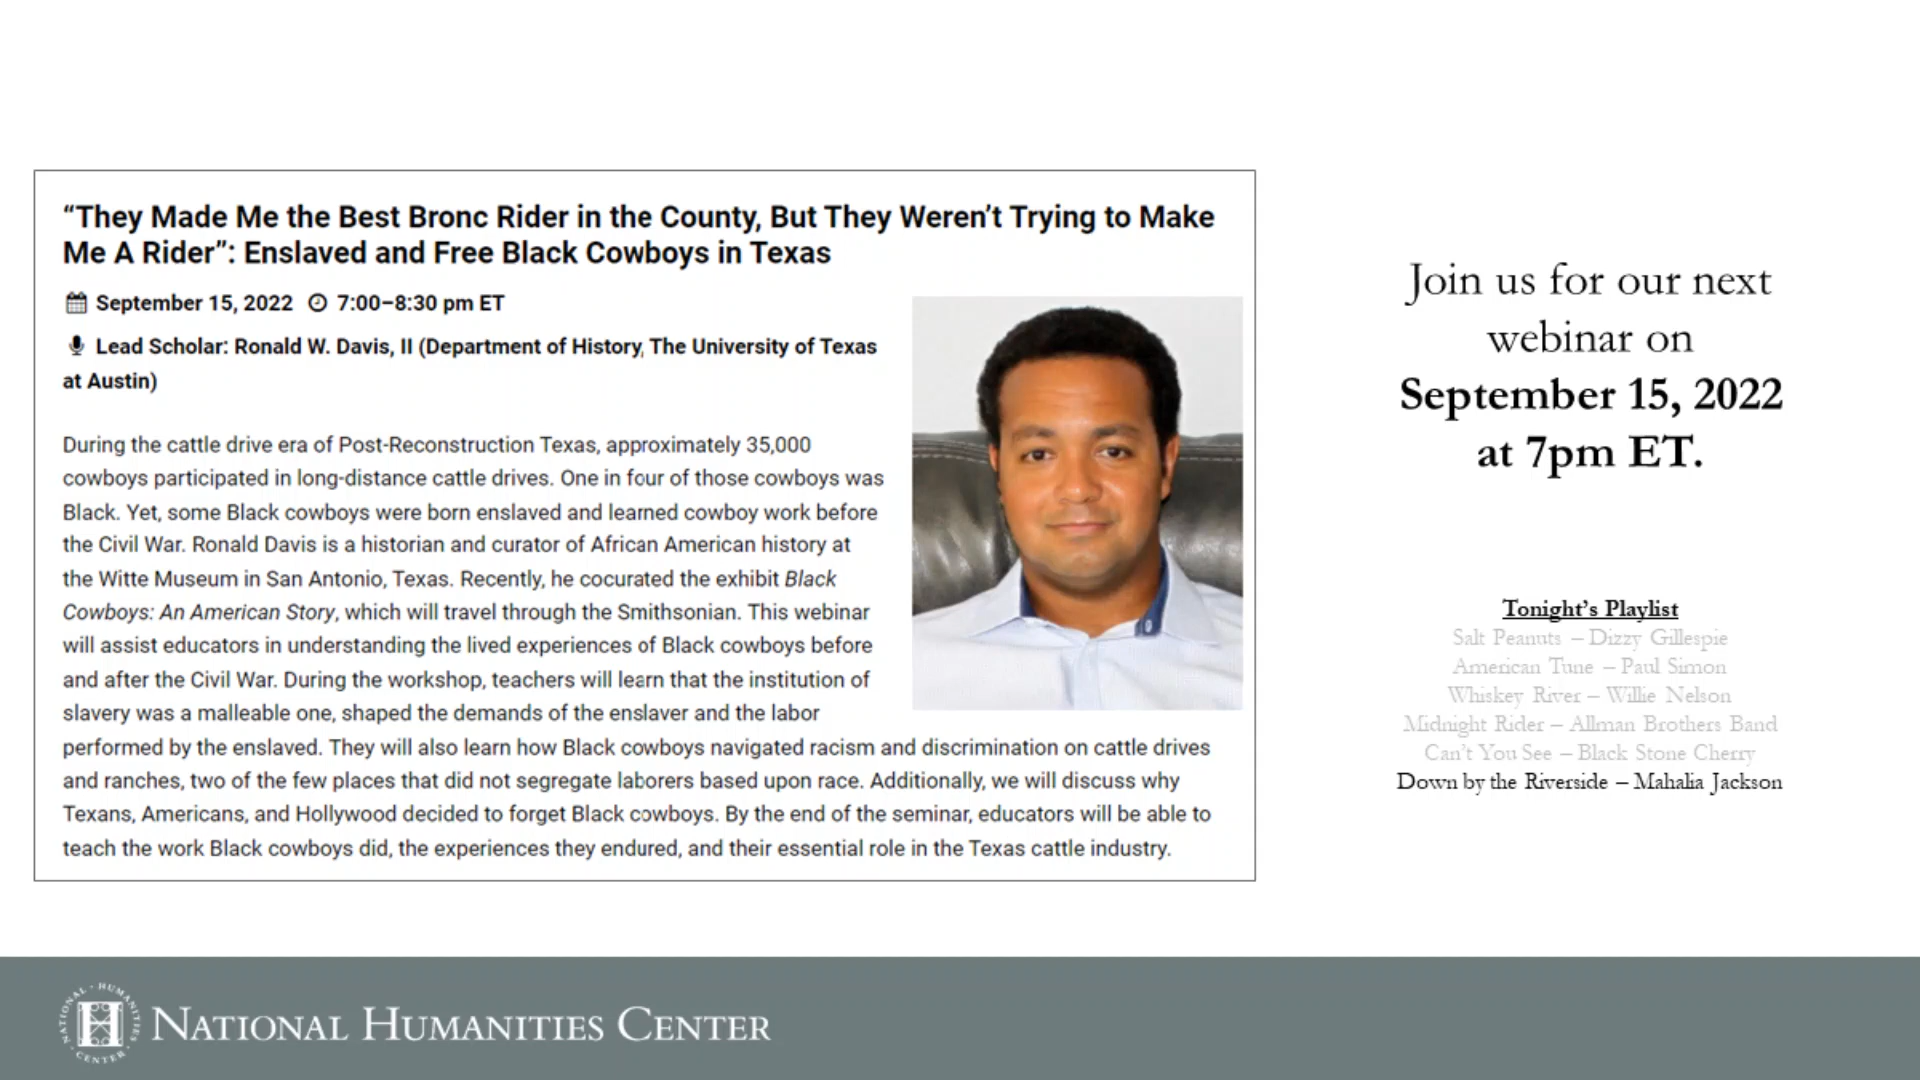 “They Made Me the Best Bronc Rider in the County, But They Weren’t Trying to Make
Me A Rider”: Enslaved and Free Black Cowboys in Texas
September 15, 2022 7:00–8:30 pm ET
Lead Scholar: Ronald W. Davis, II (Department of History, The University of Texas
at Austin)
During the cattle drive era of Post-Reconstruction Texas, approximately 35,000
cowboys participated in long-distance cattle drives. One in four of those cowboys was
Black. Yet, some Black cowboys were born enslaved and learned cowboy work before
the Civil War. Ronald Davis is a historian and curator of African American history at
the Witte Museum in San Antonio, Texas. Recently, he cocurated the exhibit Black
Cowboys: An American Story, which will travel through the Smithsonian. This webinar
will assist educators in understanding the lived experiences of Black cowboys before
and after the Civil War. During the workshop, teachers will learn that the institution of
slavery was a malleable one, shaped the demands of the enslaver and the labor
performed by the enslaved. They will also learn how Black cowboys navigated racism and discrimination on cattle drives
and ranches, two of the few places that did not segregate laborers based upon race. Additionally, we will discuss why
Texans, Americans, and Hollywood decided to forget Black cowboys. By the end of the seminar, educators will be able to
teach the work Black cowboys did, the experiences they endured, and their essential role in the Texas cattle industry.
Join us for our next
webinar on
September 15, 2022
at 7pm ET.
Tonight’s Playlist
Salt Peanuts – Dizzy Gillespie
American Tune – Paul Simon
Whiskey River – Willie Nelson
Midnight Rider – Allman Brothers Band
Can’t You See – Black Stone Cherry
Down by the Riverside – Mahalia Jackson
NATIONAL · HUMANITIES · CENTER
H
NATIONAL HUMANITIES CENTER